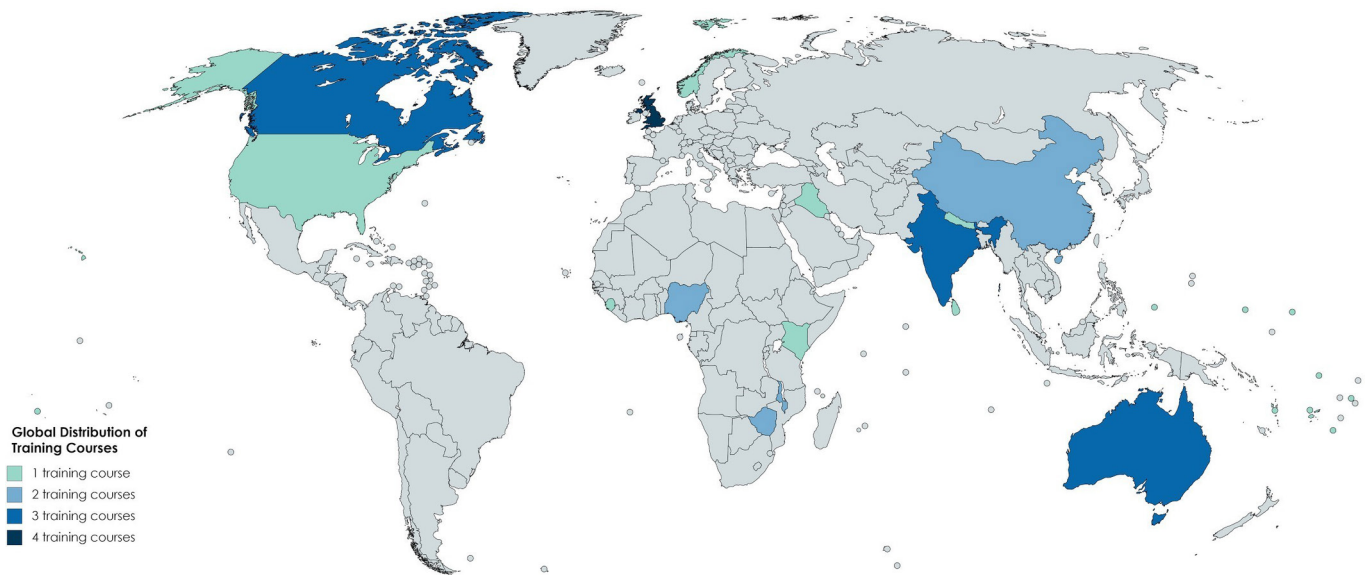 Global Distribution of
Training Courses
1 training course
2 training courses
3 training courses
4 training courses